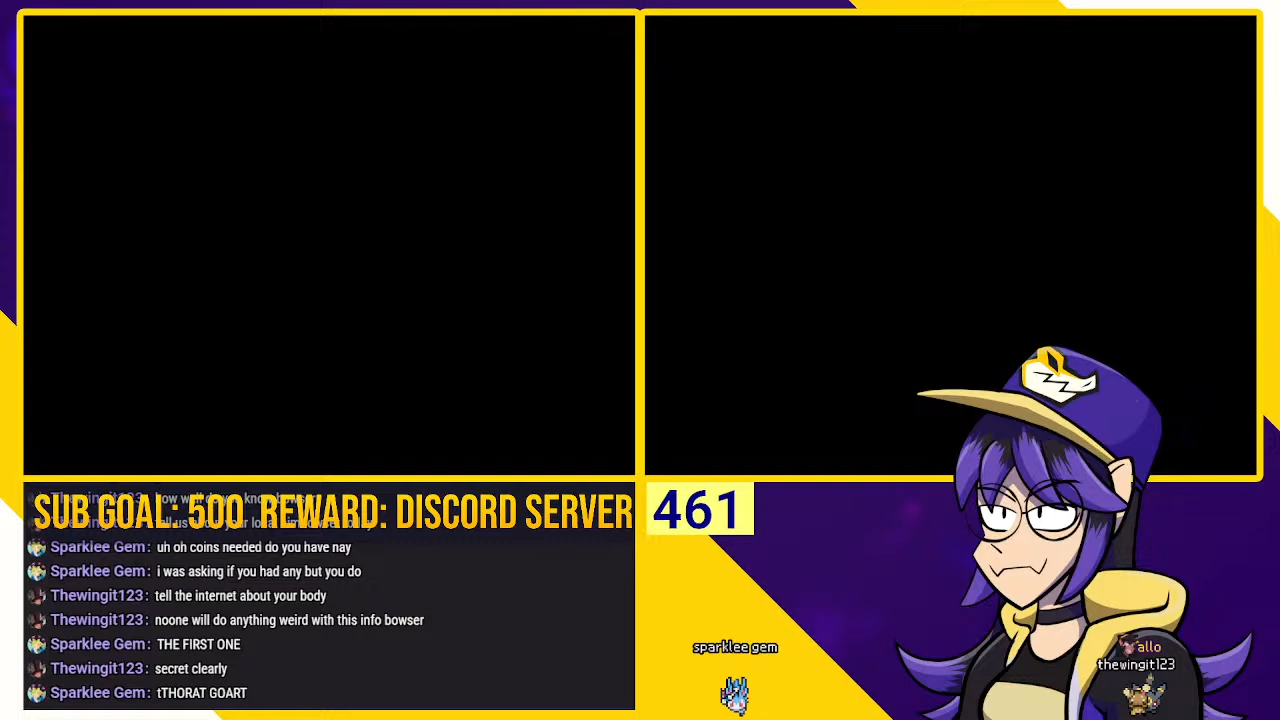 SUB GOAL: 500 REWARD: DISCORD SERVER
461
Sparklee Gem: uh oh coins needed do you have nay
Sparklee Gem: i was asking if you had any but you do
Thewingit123: tell the internet about your body
Thewingit123: noone will do anything weird with this info bowser
Sparklee Gem: THE FIRST ONE
Thewingit123: secret clearly
Sparklee Gem: tTHORAT GOART
sparklee gem
allo
thewingit123